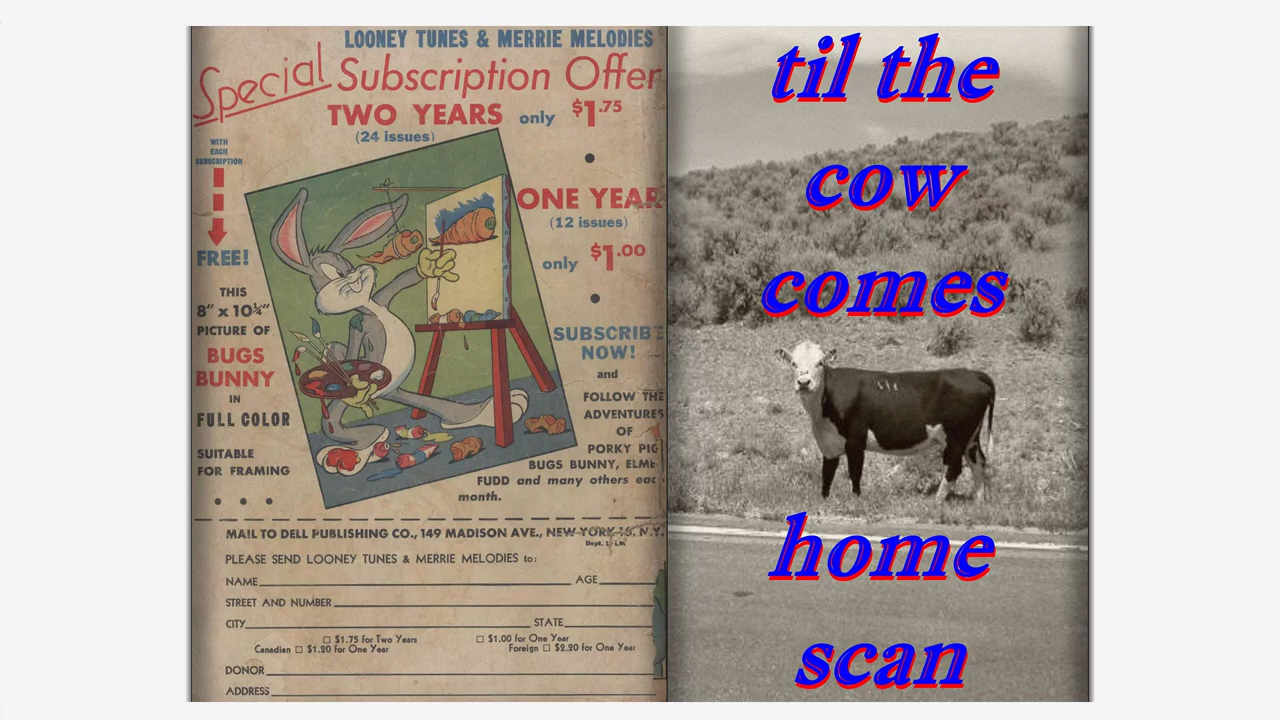 LOONEY TUNES & MERRIE MELODIES
Special Subscription Offer
TWO YEARS only $1.75
(24 issues)
WITH
EACH
SUBSCRIPTION
FREE!
THIS
8" x 10¼"
PICTURE OF
BUGS
BUNNY
IN
FULL COLOR
SUITABLE
FOR FRAMING
ONE YEAR
(12 issues)
only $1.00
SUBSCRIBE
NOW!
and
FOLLOW THE
ADVENTURES
OF
PORKY PIG
BUGS BUNNY, ELME
FUDD and many others eac
month.
MAIL TO DELL PUBLISHING CO., 149 MADISON AVE., NEW YORK 16, N.Y.
PLEASE SEND LOONEY TUNES & MERRIE MELODIES to:
NAME AGE
STREET AND NUMBER
CITY STATE
$1.75 for Two Years $1.00 for One Year
Canadian $1.20 for One Year Foreign $2.20 for One Year
DONOR
ADDRESS
til the
cow
comes
home
scan